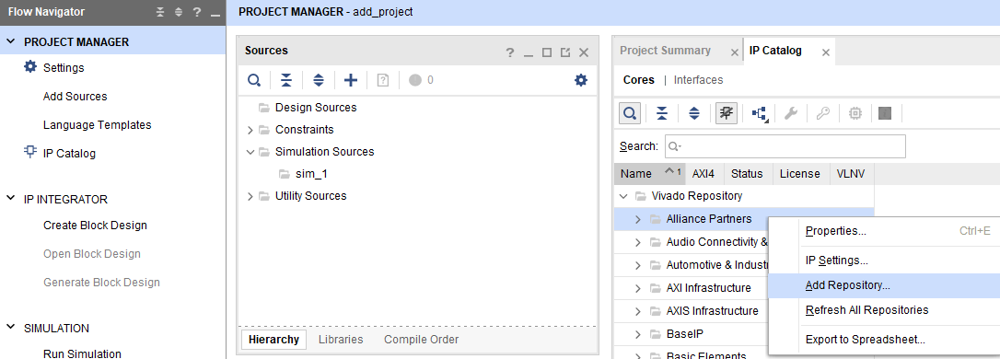 Flow Navigator
PROJECT MANAGER
Settings
Add Sources
Language Templates
IP Catalog
IP INTEGRATOR
Create Block Design
Open Block Design
Generate Block Design
SIMULATION
Run Simulation
PROJECT MANAGER - add_project
Sources
0
Design Sources
Constraints
Simulation Sources
sim_1
Utility Sources
Hierarchy Libraries Compile Order
Project Summary IP Catalog
Cores | Interfaces
Search:
Name 1 AXI4 Status License VLNV
Vivado Repository
Alliance Partners
Audio Connectivity &
Automotive & Indust
AXI Infrastructure
AXIS Infrastructure
BaseIP
Basic Elements
Properties... Ctrl+E
IP Settings...
Add Repository...
Refresh All Repositories
Export to Spreadsheet...